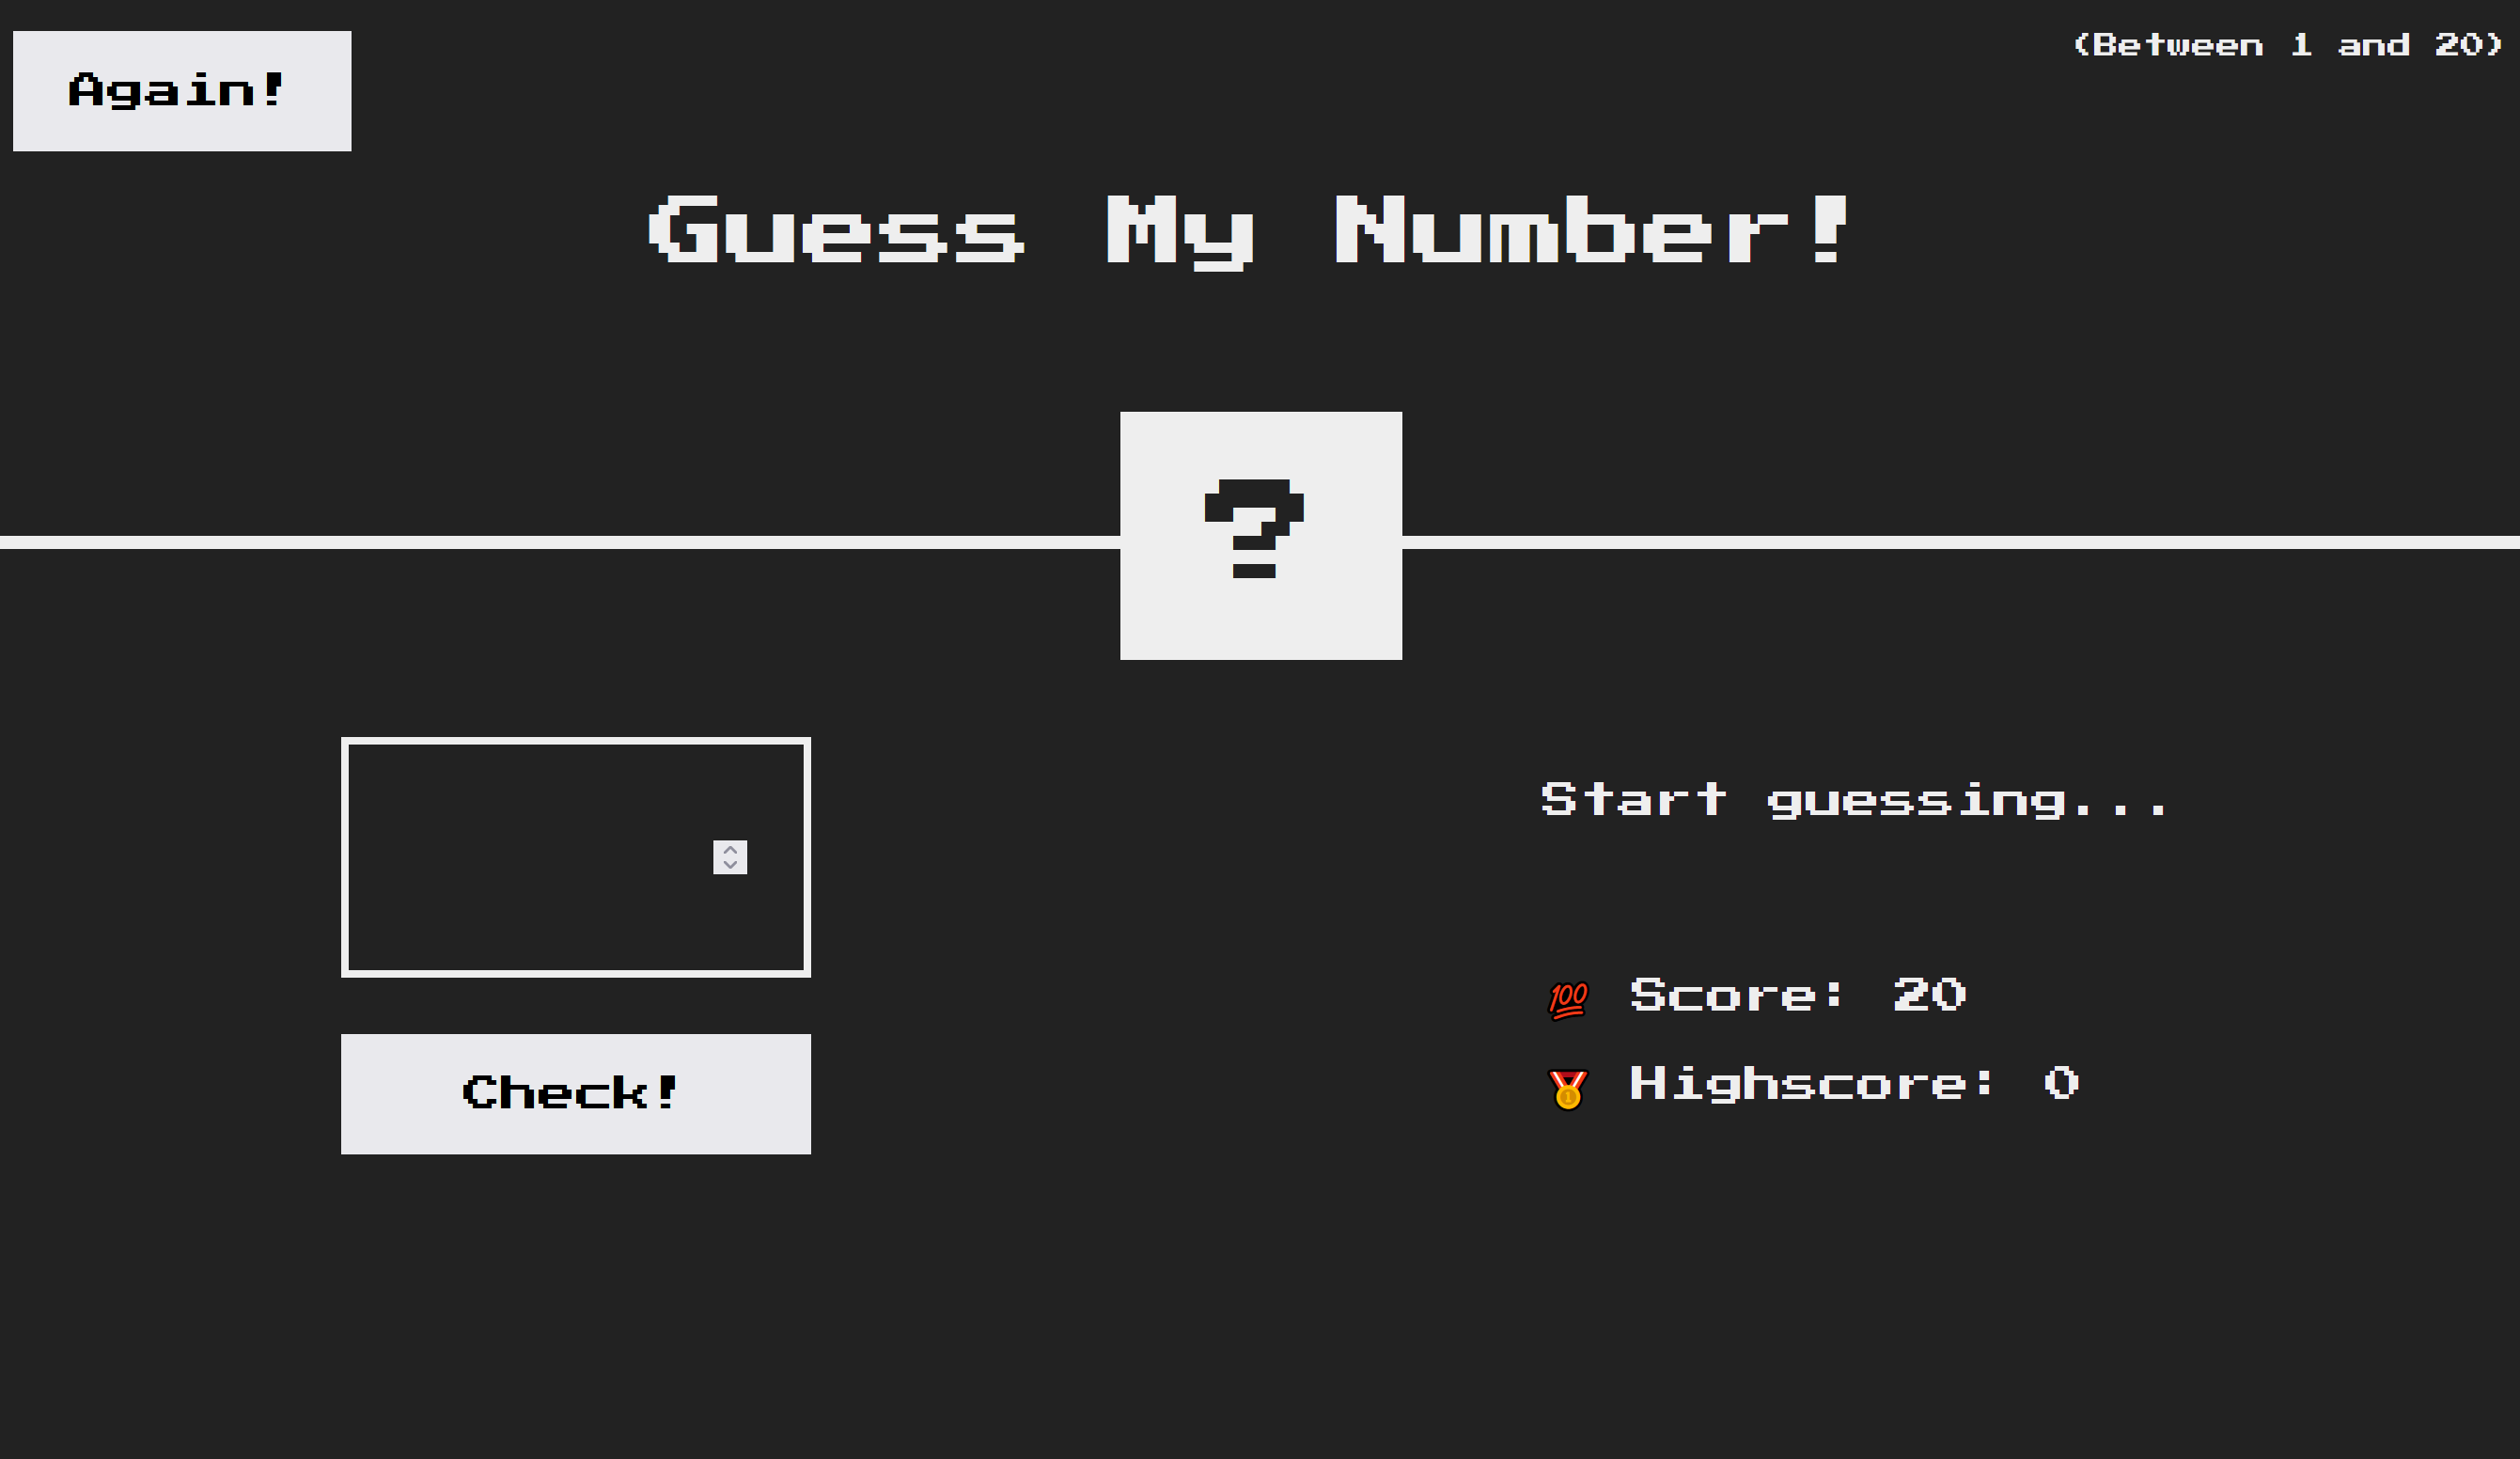 Again!
(Between 1 and 20)
Guess My Number!
?
Start guessing...
💯 Score: 20
🥇 Highscore: 0
Check!